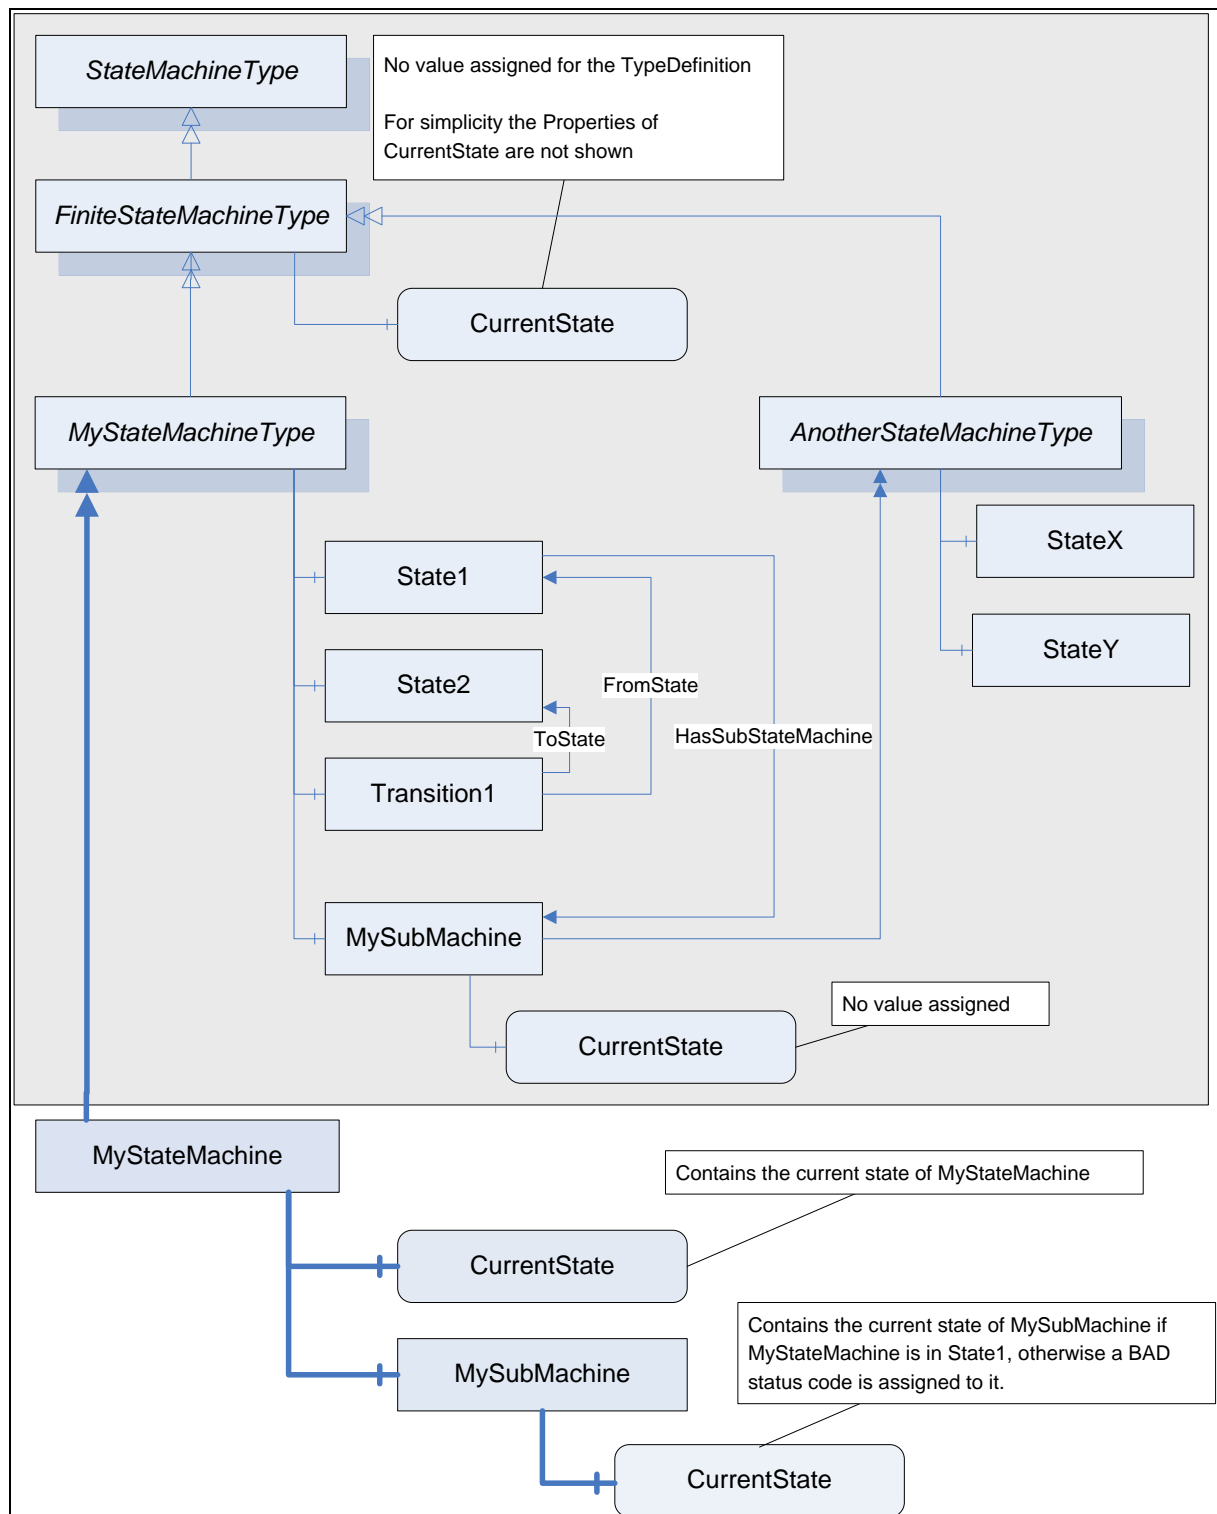 StateMachineType
No value assigned for the TypeDefinition
For simplicity the Properties of
CurrentState are not shown
FiniteStateMachineType
CurrentState
MyStateMachineType
AnotherStateMachineType
StateX
State1
StateY
State2
FromState
ToState
HasSubStateMachine
Transition1
MySubMachine
No value assigned
CurrentState
MyStateMachine
Contains the current state of MyStateMachine
CurrentState
Contains the current state of MySubMachine if
MyStateMachine is in State1, otherwise a BAD
status code is assigned to it.
MySubMachine
CurrentState